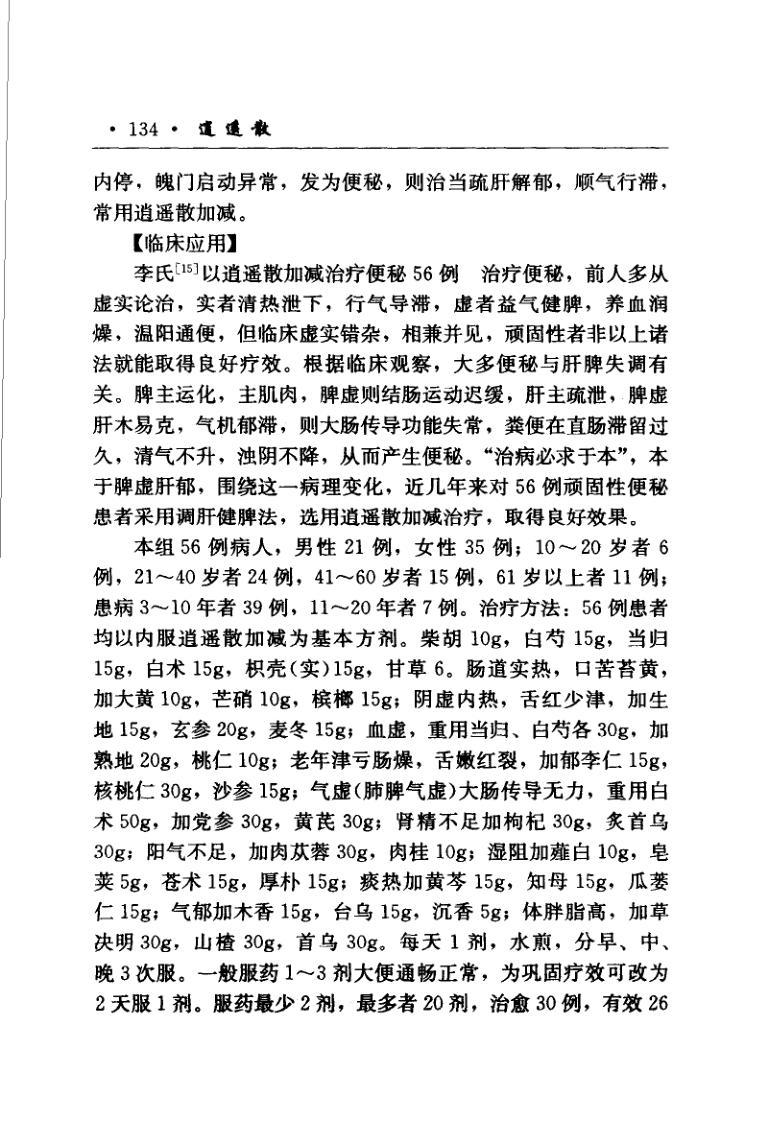 · 134 · 逍遥散
内停，魄门启动异常，发为便秘，则治当疏肝解郁，顺气行滞，
常用逍遥散加减。
【临床应用】
李氏[15]以逍遥散加减治疗便秘 56 例　治疗便秘，前人多从
虚实论治，实者清热泄下，行气导滞，虚者益气健脾，养血润
燥，温阳通便，但临床虚实错杂，相兼并见，顽固性者非以上诸
法就能取得良好疗效。根据临床观察，大多便秘与肝脾失调有
关。脾主运化，主肌肉，脾虚则结肠运动迟缓，肝主疏泄，脾虚
肝木易克，气机郁滞，则大肠传导功能失常，粪便在直肠滞留过
久，清气不升，浊阴不降，从而产生便秘。“治病必求于本”，本
于脾虚肝郁，围绕这一病理变化，近几年来对 56 例顽固性便秘
患者采用调肝健脾法，选用逍遥散加减治疗，取得良好效果。
本组 56 例病人，男性 21 例，女性 35 例；10～20 岁者 6
例，21～40 岁者 24 例，41～60 岁者 15 例，61 岁以上者 11 例；
患病 3～10 年者 39 例，11～20 年者 7 例。治疗方法：56 例患者
均以内服逍遥散加减为基本方剂。柴胡 10g，白芍 15g，当归
15g，白术 15g，枳壳(实)15g，甘草 6。肠道实热，口苦苔黄，
加大黄 10g，芒硝 10g，槟榔 15g；阴虚内热，舌红少津，加生
地 15g，玄参 20g，麦冬 15g；血虚，重用当归、白芍各 30g，加
熟地 20g，桃仁 10g；老年津亏肠燥，舌嫩红裂，加郁李仁 15g，
核桃仁 30g，沙参 15g；气虚(肺脾气虚)大肠传导无力，重用白
术 50g，加党参 30g，黄芪 30g；肾精不足加枸杞 30g，炙首乌
30g；阳气不足，加肉苁蓉 30g，肉桂 10g；湿阻加薤白 10g，皂
荚 5g，苍术 15g，厚朴 15g；痰热加黄芩 15g，知母 15g，瓜蒌
仁 15g；气郁加木香 15g，台乌 15g，沉香 5g；体胖脂高，加草
决明 30g，山楂 30g，首乌 30g。每天 1 剂，水煎，分早、中、
晚 3 次服。一般服药 1～3 剂大便通畅正常，为巩固疗效可改为
2 天服 1 剂。服药最少 2 剂，最多者 20 剂，治愈 30 例，有效 26